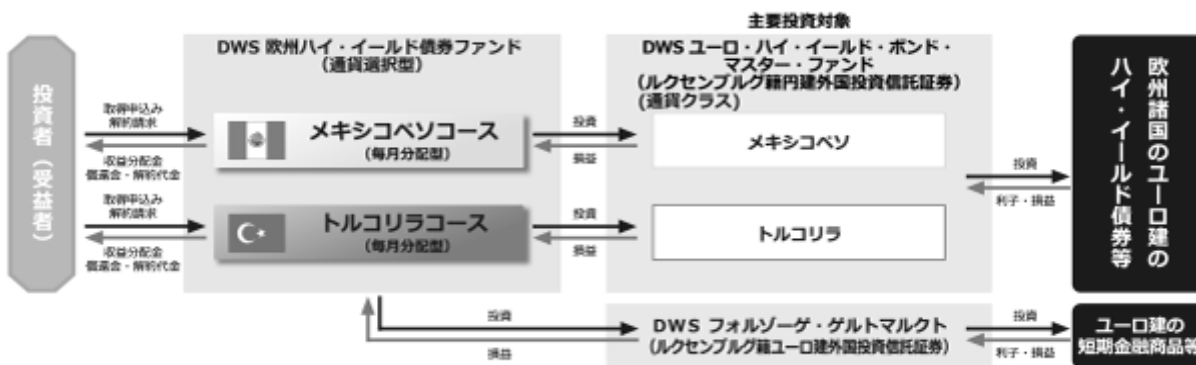 主要投資対象
投資者（受益者）
DWS 欧州ハイ・イールド債券ファンド
（通貨選択型）
DWS ユーロ・ハイ・イールド・ボンド・
マスター・ファンド
（ルクセンブルグ籍円建外国投資信託証券）
(通貨クラス)
欧州諸国のユーロ建の
ハイ・イールド債券等
取得申込み
解約請求
収益分配金
償還金・解約代金
メキシコペソコース
（毎月分配型）
投資
損益
メキシコペソ
投資
利子・損益
取得申込み
解約請求
収益分配金
償還金・解約代金
トルコリラコース
（毎月分配型）
投資
損益
トルコリラ
投資
損益
DWS フォルゾーゲ・ゲルトマルクト
（ルクセンブルグ籍ユーロ建外国投資信託証券）
投資
利子・損益
ユーロ建の
短期金融商品等